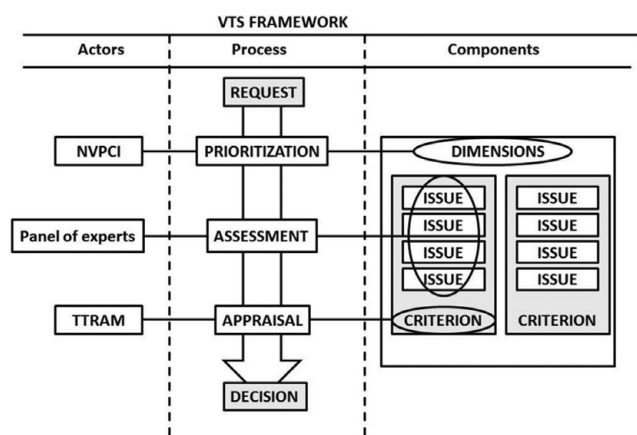 VTS FRAMEWORK
Actors Process Components
REQUEST
NVPCI PRIORITIZATION DIMENSIONS
ISSUE ISSUE
ISSUE ISSUE
Panel of experts ASSESSMENT
ISSUE ISSUE
ISSUE ISSUE
TTRAM APPRAISAL CRITERION CRITERION
DECISION